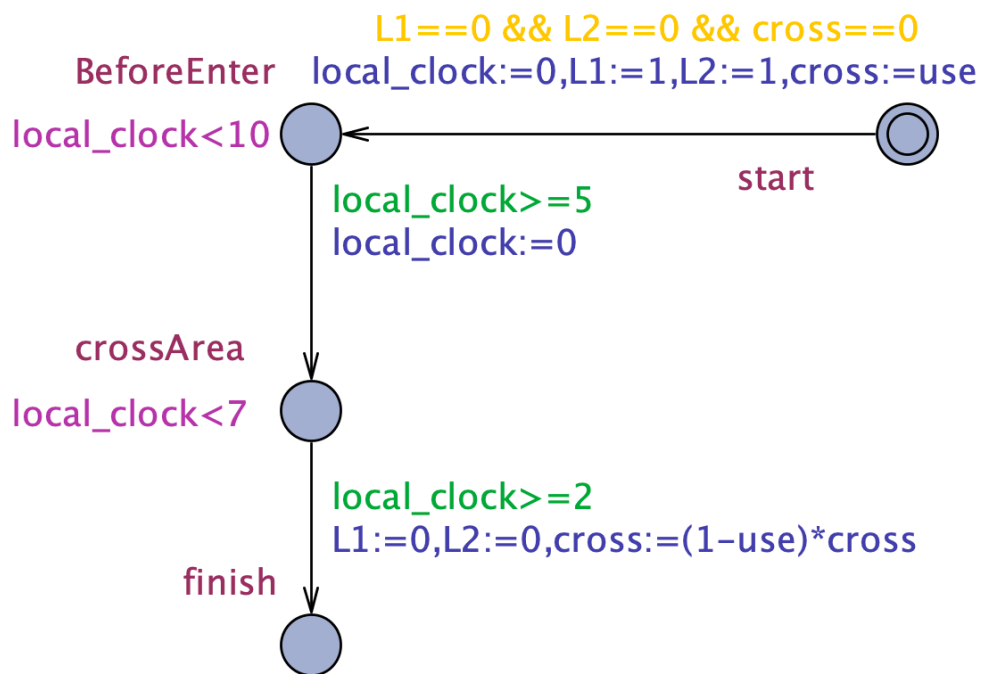 L1==0 && L2==0 && cross==0
BeforeEnter
local_clock:=0,L1:=1,L2:=1,cross:=use
local_clock<10
start
local_clock>=5
local_clock:=0
crossArea
local_clock<7
local_clock>=2
L1:=0,L2:=0,cross:=(1-use)*cross
finish